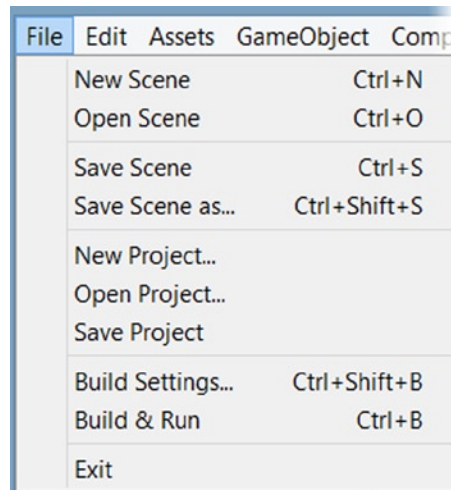 File Edit Assets GameObject Comp
New Scene Ctrl+N
Open Scene Ctrl+O
Save Scene Ctrl+S
Save Scene as... Ctrl+Shift+S
New Project...
Open Project...
Save Project
Build Settings... Ctrl+Shift+B
Build & Run Ctrl+B
Exit